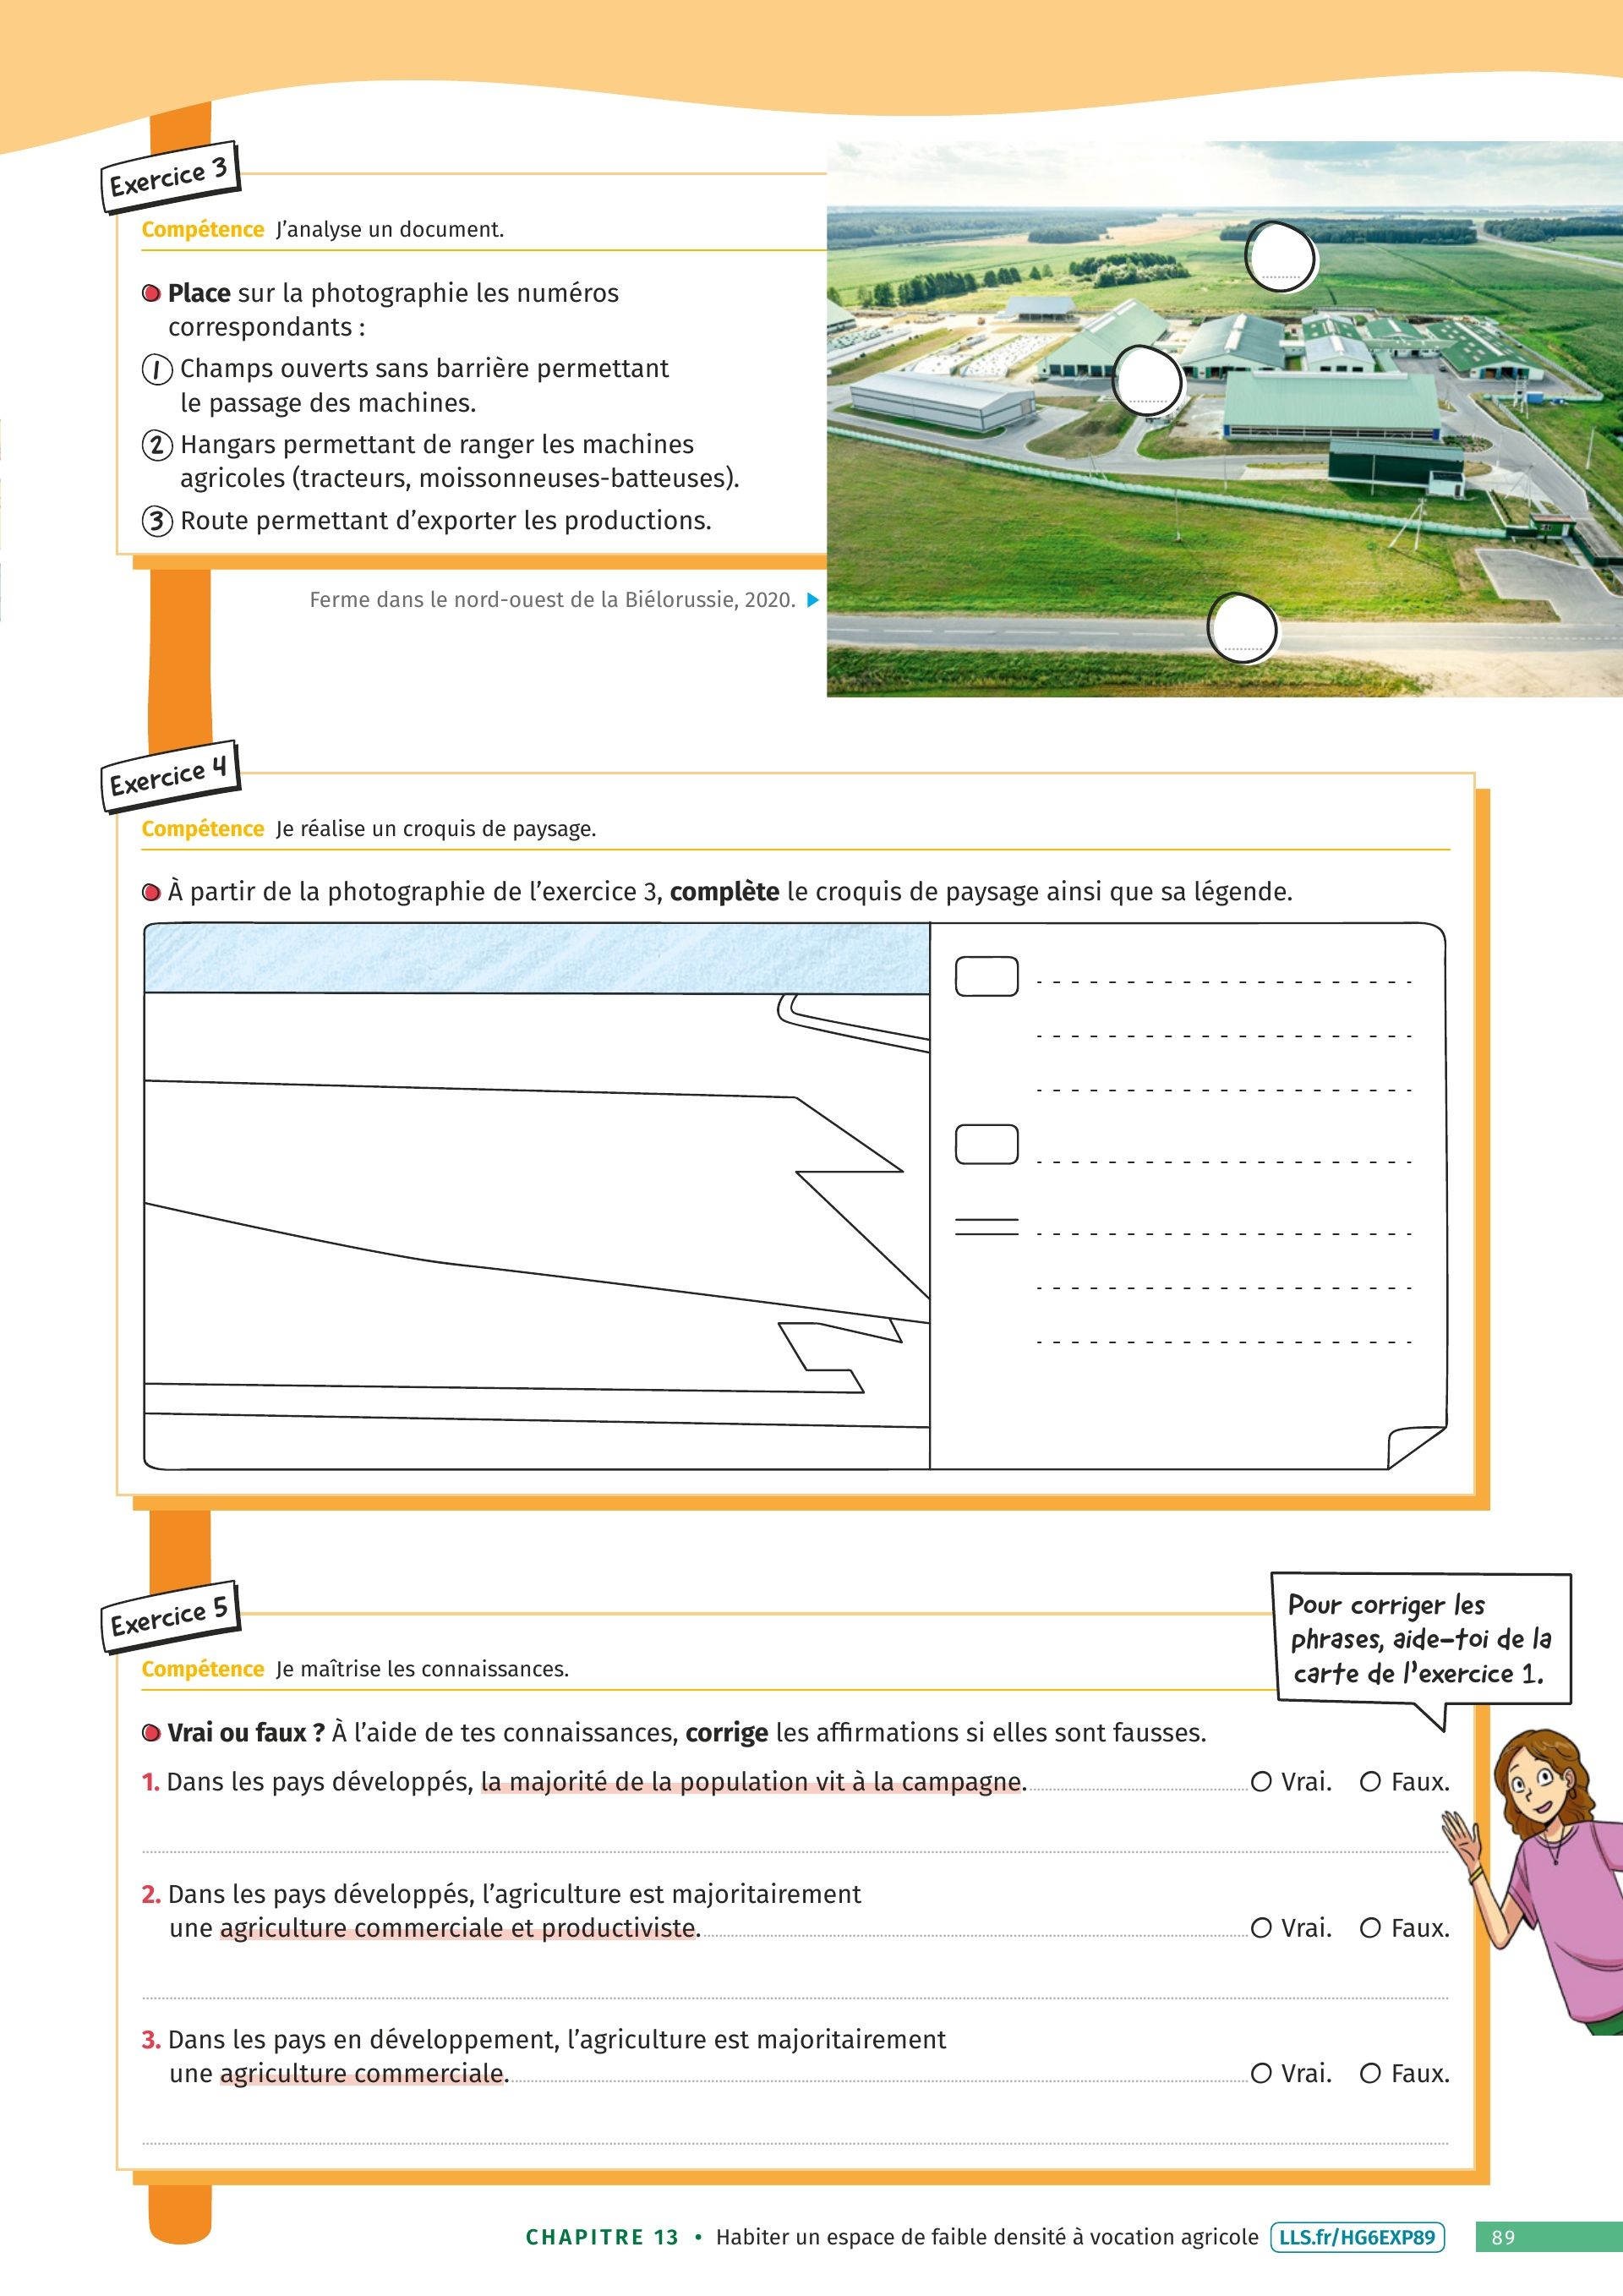 Exercice 3
Compétence J'analyse un document.
Place sur la photographie les numéros
correspondants :
1 Champs ouverts sans barrière permettant
le passage des machines.
2 Hangars permettant de ranger les machines
agricoles (tracteurs, moissonneuses-batteuses).
3 Route permettant d'exporter les productions.
Ferme dans le nord-ouest de la Biélorussie, 2020.
Exercice 4
Compétence Je réalise un croquis de paysage.
À partir de la photographie de l'exercice 3, complète le croquis de paysage ainsi que sa légende.
Exercice 5
Pour corriger les
phrases, aide-toi de la
carte de l'exercice 1.
Compétence Je maîtrise les connaissances.
Vrai ou faux ? À l'aide de tes connaissances, corrige les affirmations si elles sont fausses.
1. Dans les pays développés, la majorité de la population vit à la campagne. Vrai. Faux.
2. Dans les pays développés, l'agriculture est majoritairement
une agriculture commerciale et productiviste. Vrai. Faux.
3. Dans les pays en développement, l'agriculture est majoritairement
une agriculture commerciale. Vrai. Faux.
CHAPITRE 13 • Habiter un espace de faible densité à vocation agricole LLS.fr/HG6EXP89 89